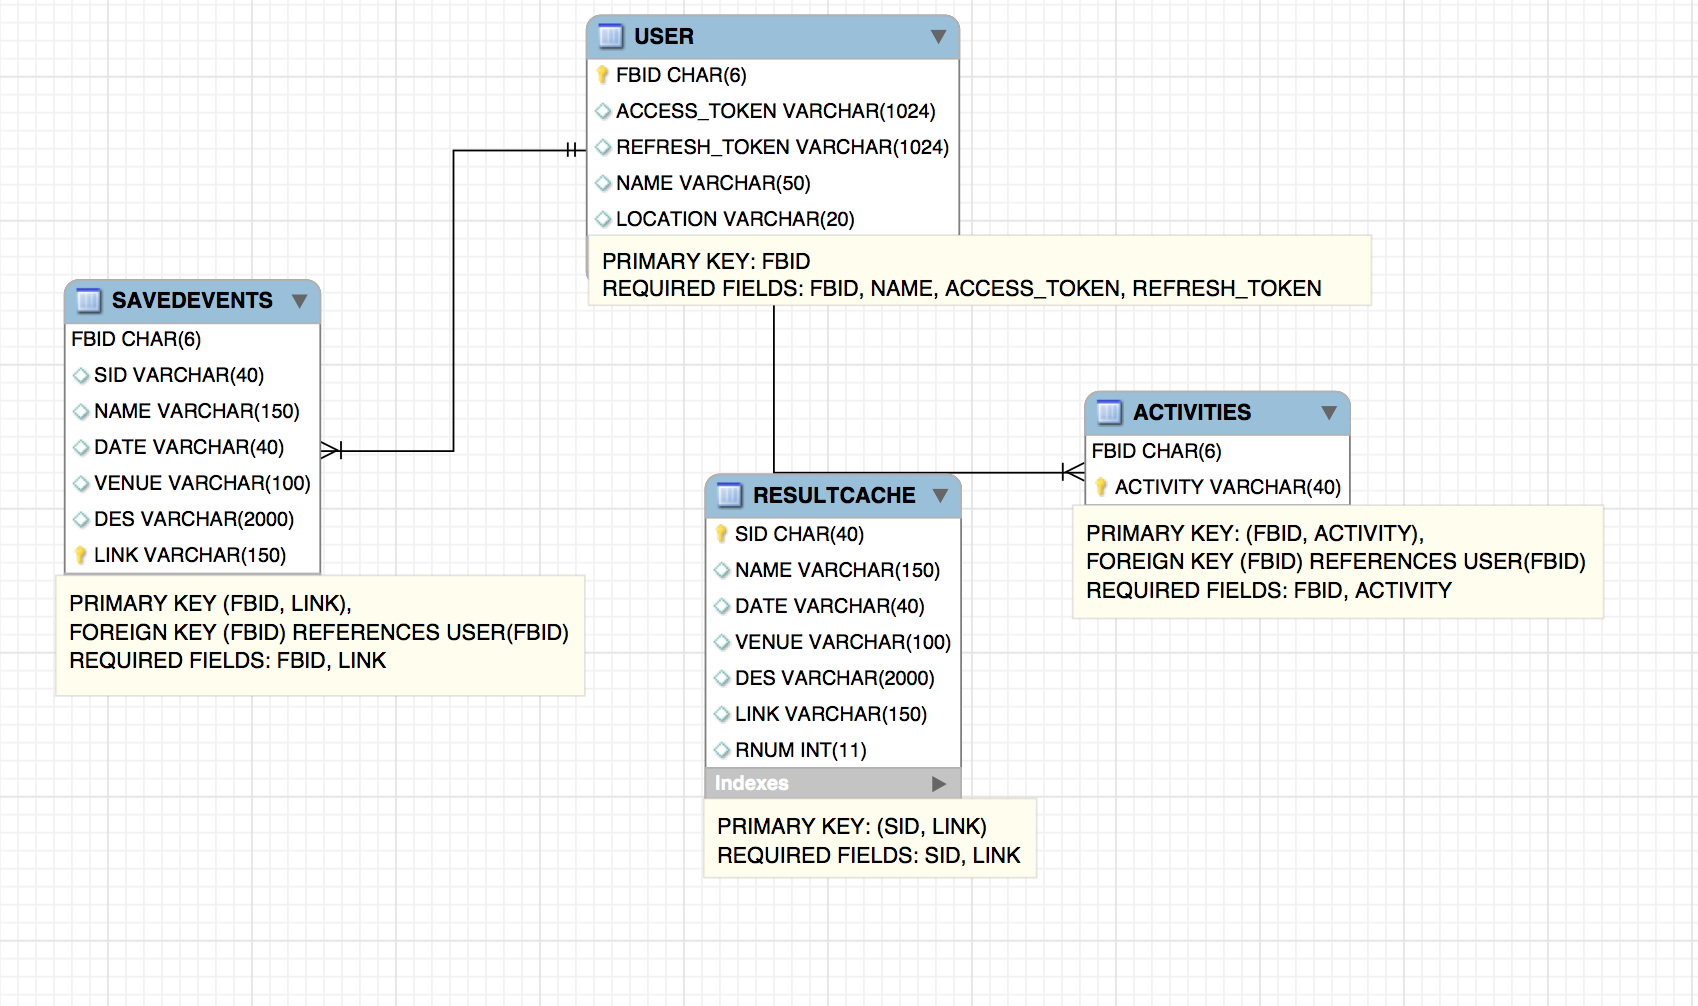 USER
FBID CHAR(6)
ACCESS_TOKEN VARCHAR(1024)
REFRESH_TOKEN VARCHAR(1024)
NAME VARCHAR(50)
LOCATION VARCHAR(20)
PRIMARY KEY: FBID
REQUIRED FIELDS: FBID, NAME, ACCESS_TOKEN, REFRESH_TOKEN
SAVEDEVENTS
FBID CHAR(6)
SID VARCHAR(40)
NAME VARCHAR(150)
DATE VARCHAR(40)
VENUE VARCHAR(100)
DES VARCHAR(2000)
LINK VARCHAR(150)
PRIMARY KEY (FBID, LINK),
FOREIGN KEY (FBID) REFERENCES USER(FBID)
REQUIRED FIELDS: FBID, LINK
RESULTCACHE
SID CHAR(40)
NAME VARCHAR(150)
DATE VARCHAR(40)
VENUE VARCHAR(100)
DES VARCHAR(2000)
LINK VARCHAR(150)
RNUM INT(11)
Indexes
PRIMARY KEY: (SID, LINK)
REQUIRED FIELDS: SID, LINK
ACTIVITIES
FBID CHAR(6)
ACTIVITY VARCHAR(40)
PRIMARY KEY: (FBID, ACTIVITY),
FOREIGN KEY (FBID) REFERENCES USER(FBID)
REQUIRED FIELDS: FBID, ACTIVITY